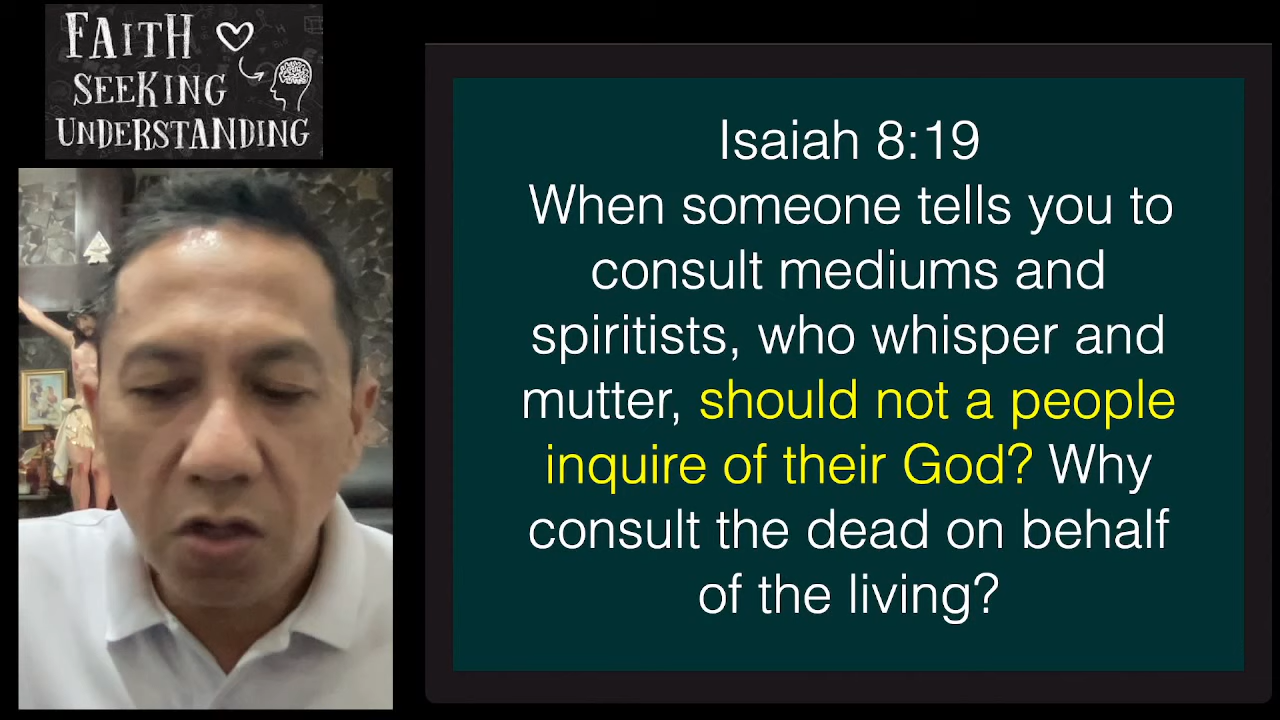 FAITH
SEEKING
UNDERSTANDING
Isaiah 8:19
When someone tells you to
consult mediums and
spiritists, who whisper and
mutter, should not a people
inquire of their God? Why
consult the dead on behalf
of the living?